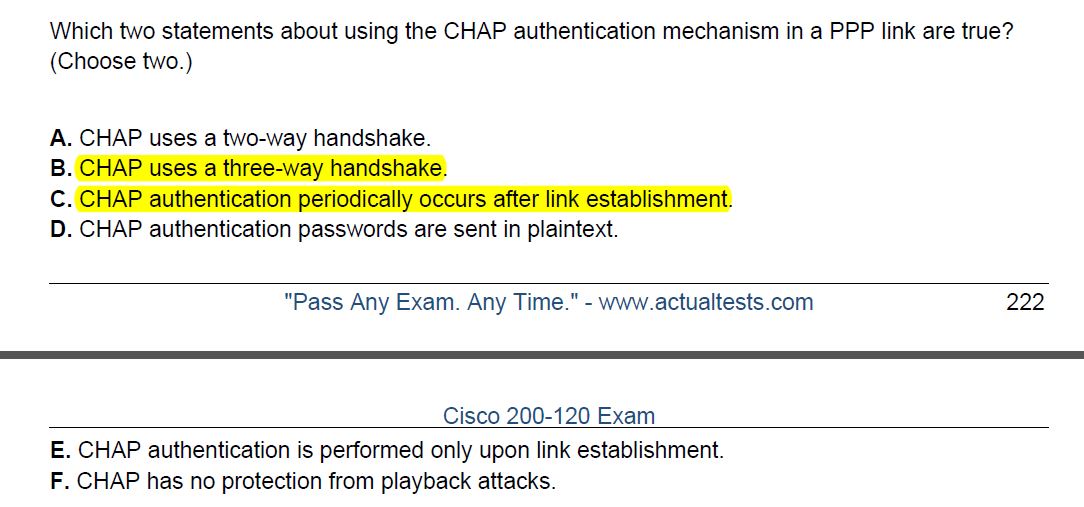 Which two statements about using the CHAP authentication mechanism in a PPP link are true?
(Choose two.)
A. CHAP uses a two-way handshake.
B. CHAP uses a three-way handshake.
C. CHAP authentication periodically occurs after link establishment.
D. CHAP authentication passwords are sent in plaintext.
"Pass Any Exam. Any Time." - www.actualtests.com 222
Cisco 200-120 Exam
E. CHAP authentication is performed only upon link establishment.
F. CHAP has no protection from playback attacks.